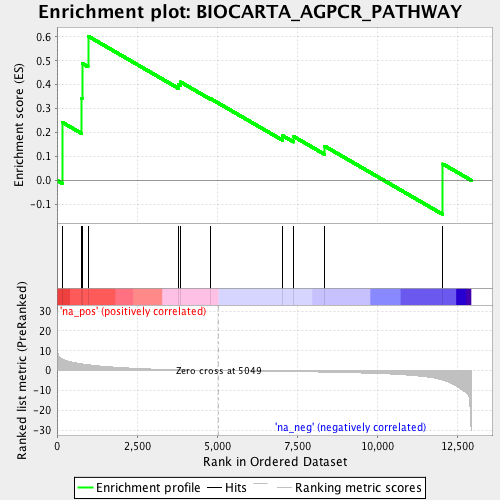 Enrichment plot: BIOCARTA_AGPCR_PATHWAY
Enrichment score (ES)
0.6
0.5
0.4
0.3
0.2
0.1
0.0
-0.1
'na_pos' (positively correlated)
Ranked list metric (PreRanked)
30
20
10
0
-10
-20
-30
Zero cross at 5049
'na_neg' (negatively correlated)
0
2,500
5,000
7,500
10,000
12,500
Rank in Ordered Dataset
Enrichment profile
Hits
Ranking metric scores